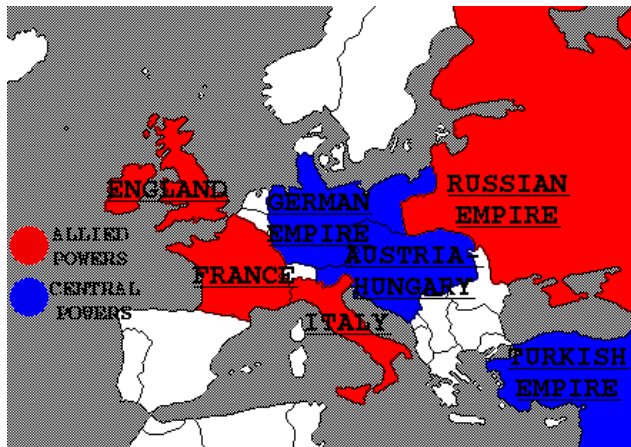 ENGLAND
GERMAN
EMPIRE
RUSSIAN
EMPIRE
ALLIED
POWERS
FRANCE
AUSTRIA
HUNGARY
CENTRAL
POWERS
ITALY
TURKISH
EMPIRE